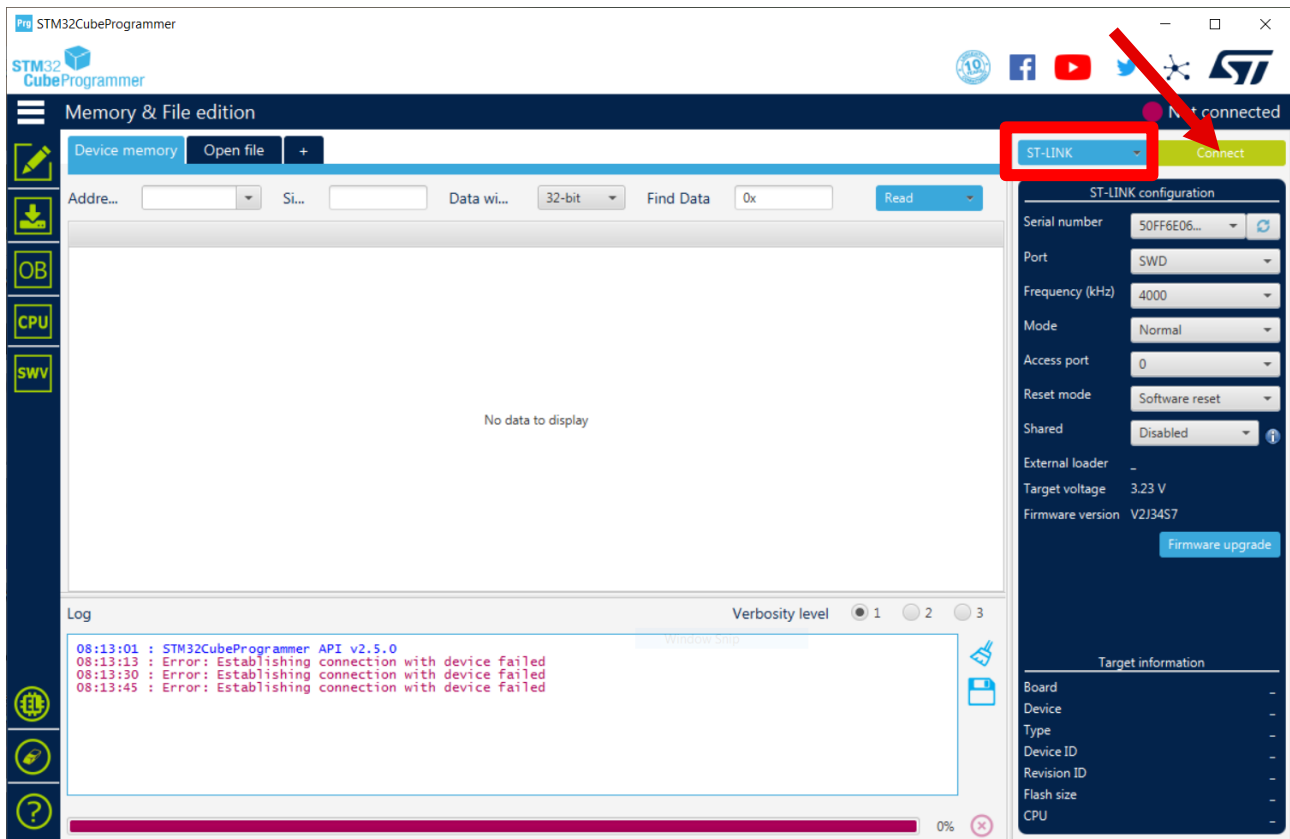 Prg STM32CubeProgrammer
STM32
CubeProgrammer
10
Memory & File edition
Not connected
Device memory
Open file
+
ST-LINK
Connect
Addre...
Si...
Data wi...
32-bit
Find Data
0x
Read
ST-LINK configuration
Serial number
50FF6E06...
Port
SWD
Frequency (kHz)
4000
Mode
Normal
Access port
0
Reset mode
Software reset
Shared
Disabled
External loader
_
Target voltage
3.23 V
Firmware version
V2J34S7
Firmware upgrade
OB
CPU
SWV
No data to display
Log
Verbosity level
1
2
3
Window Snip
08:13:01 : STM32CubeProgrammer API v2.5.0
08:13:13 : Error: Establishing connection with device failed
08:13:30 : Error: Establishing connection with device failed
08:13:45 : Error: Establishing connection with device failed
Target information
Board
_
Device
_
Type
_
Device ID
_
Revision ID
_
Flash size
_
CPU
_
EL
?
0%